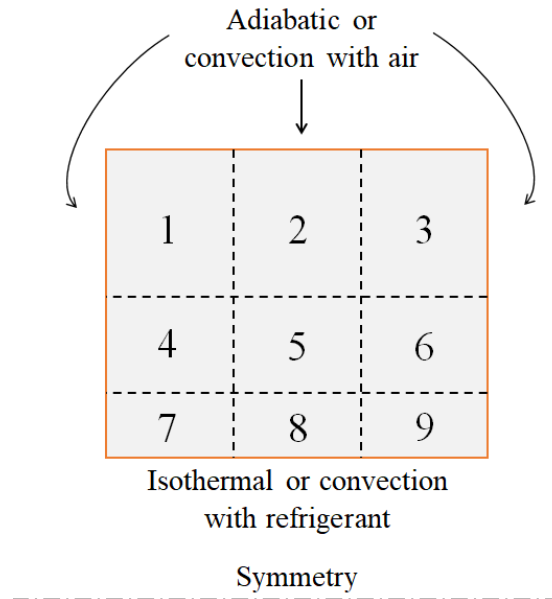 Adiabatic or
convection with air
1 2 3
4 5 6
7 8 9
Isothermal or convection
with refrigerant
Symmetry